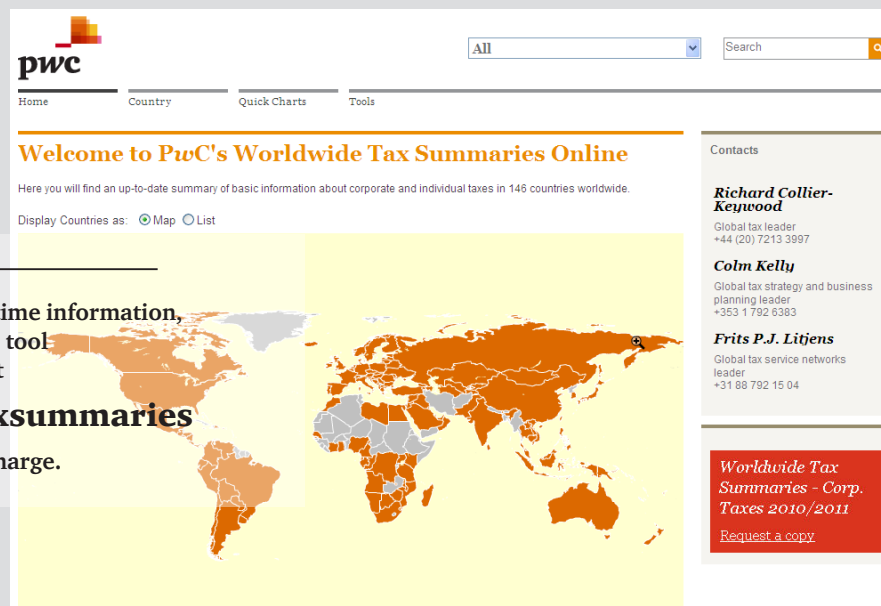 pwc
All
Search
Home
Country
Quick Charts
Tools
Welcome to PwC's Worldwide Tax Summaries Online
Here you will find an up-to-date summary of basic information about corporate and individual taxes in 146 countries worldwide.
Display Countries as: Map List
ime information,
tool
t
ksummaries
harge.
Contacts
Richard Collier-
Keywood
Global tax leader
+44 (20) 7213 3997
Colm Kelly
Global tax strategy and business
planning leader
+353 1 792 6383
Frits P.J. Litjens
Global tax service networks
leader
+31 88 792 15 04
Worldwide Tax
Summaries - Corp.
Taxes 2010/2011
Request a copy